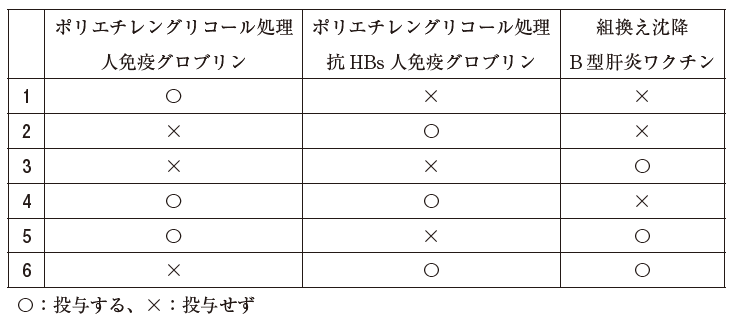 ポリエチレングリコール処理 ポリエチレングリコール処理 組換え沈降
人免疫グロブリン 抗 HBs 人免疫グロブリン B 型肝炎ワクチン
1 ○ × ×
2 × ○ ×
3 × × ○
4 ○ ○ ×
5 ○ × ○
6 × ○ ○
○：投与する、×：投与せず